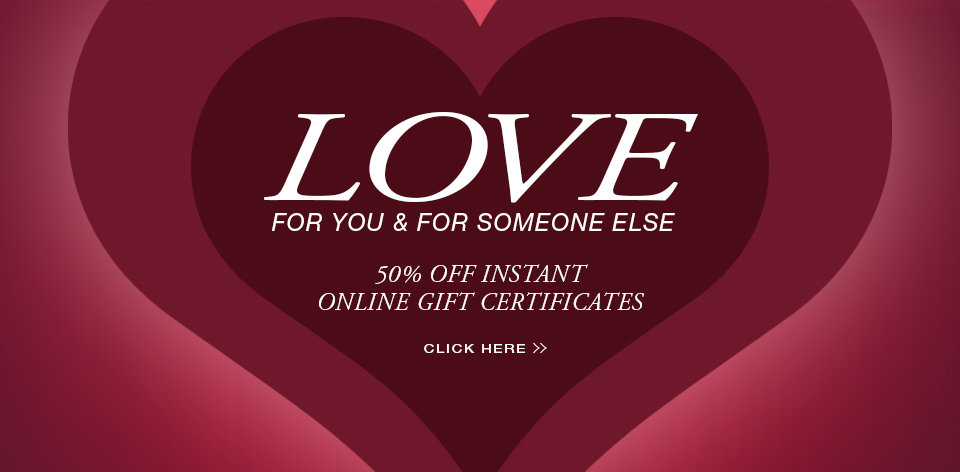 LOVE
FOR YOU & FOR SOMEONE ELSE
50% OFF INSTANT
ONLINE GIFT CERTIFICATES
CLICK HERE >>